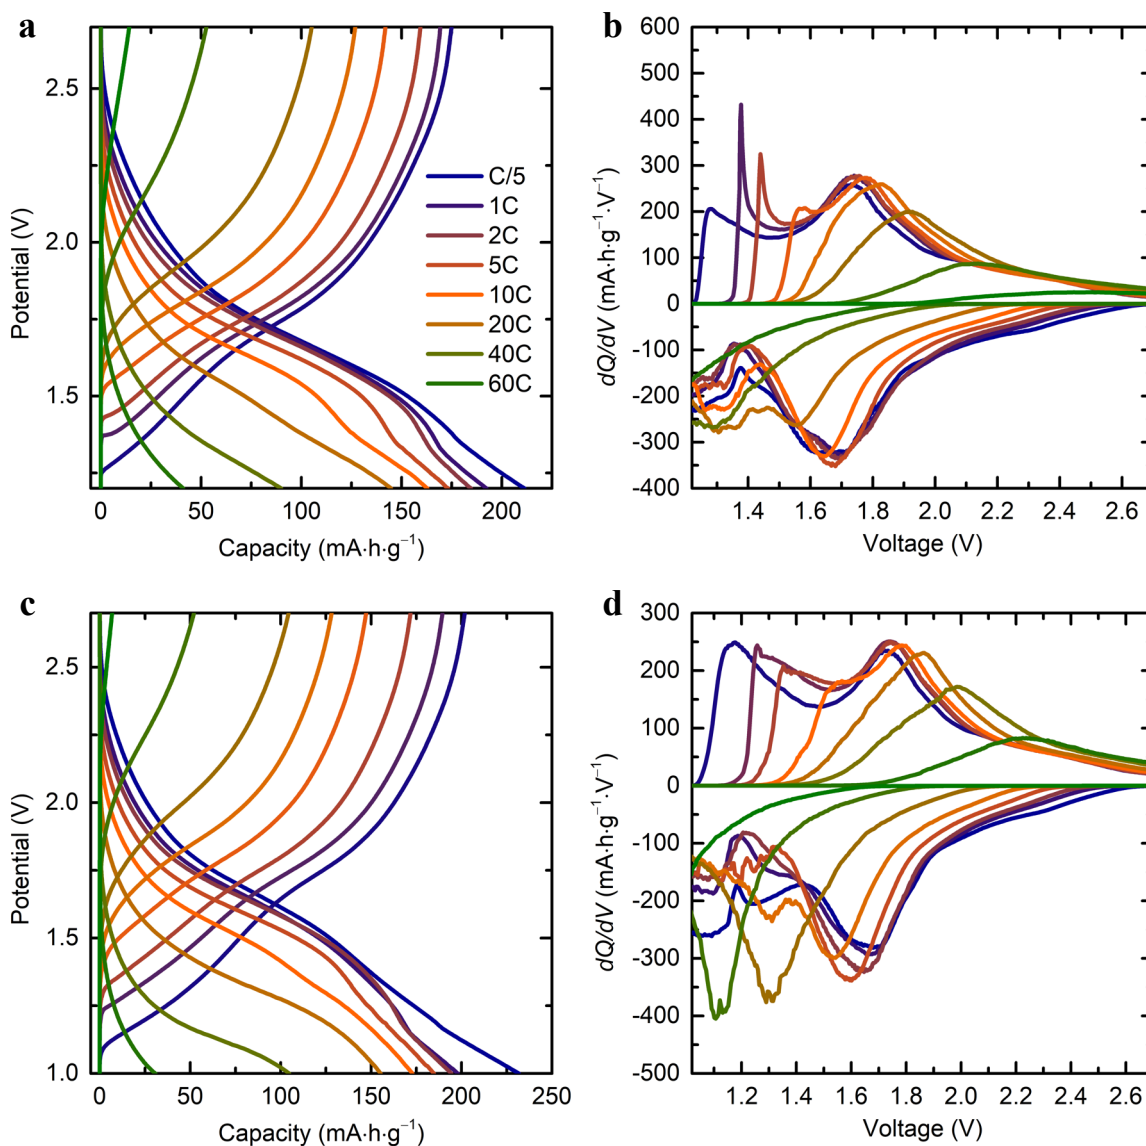 a
2.5
2.0
1.5
Potential (V)
0 50 100 150 200
Capacity (mA·h·g⁻¹)
C/5
1C
2C
5C
10C
20C
40C
60C
b
600
500
400
300
200
100
0
-100
-200
-300
-400
dQ/dV (mA·h·g⁻¹·V⁻¹)
1.4 1.6 1.8 2.0 2.2 2.4 2.6
Voltage (V)
c
2.5
2.0
1.5
1.0
Potential (V)
0 50 100 150 200 250
Capacity (mA·h·g⁻¹)
d
300
200
100
0
-100
-200
-300
-400
-500
dQ/dV (mA·h·g⁻¹·V⁻¹)
1.2 1.4 1.6 1.8 2.0 2.2 2.4 2.6
Voltage (V)